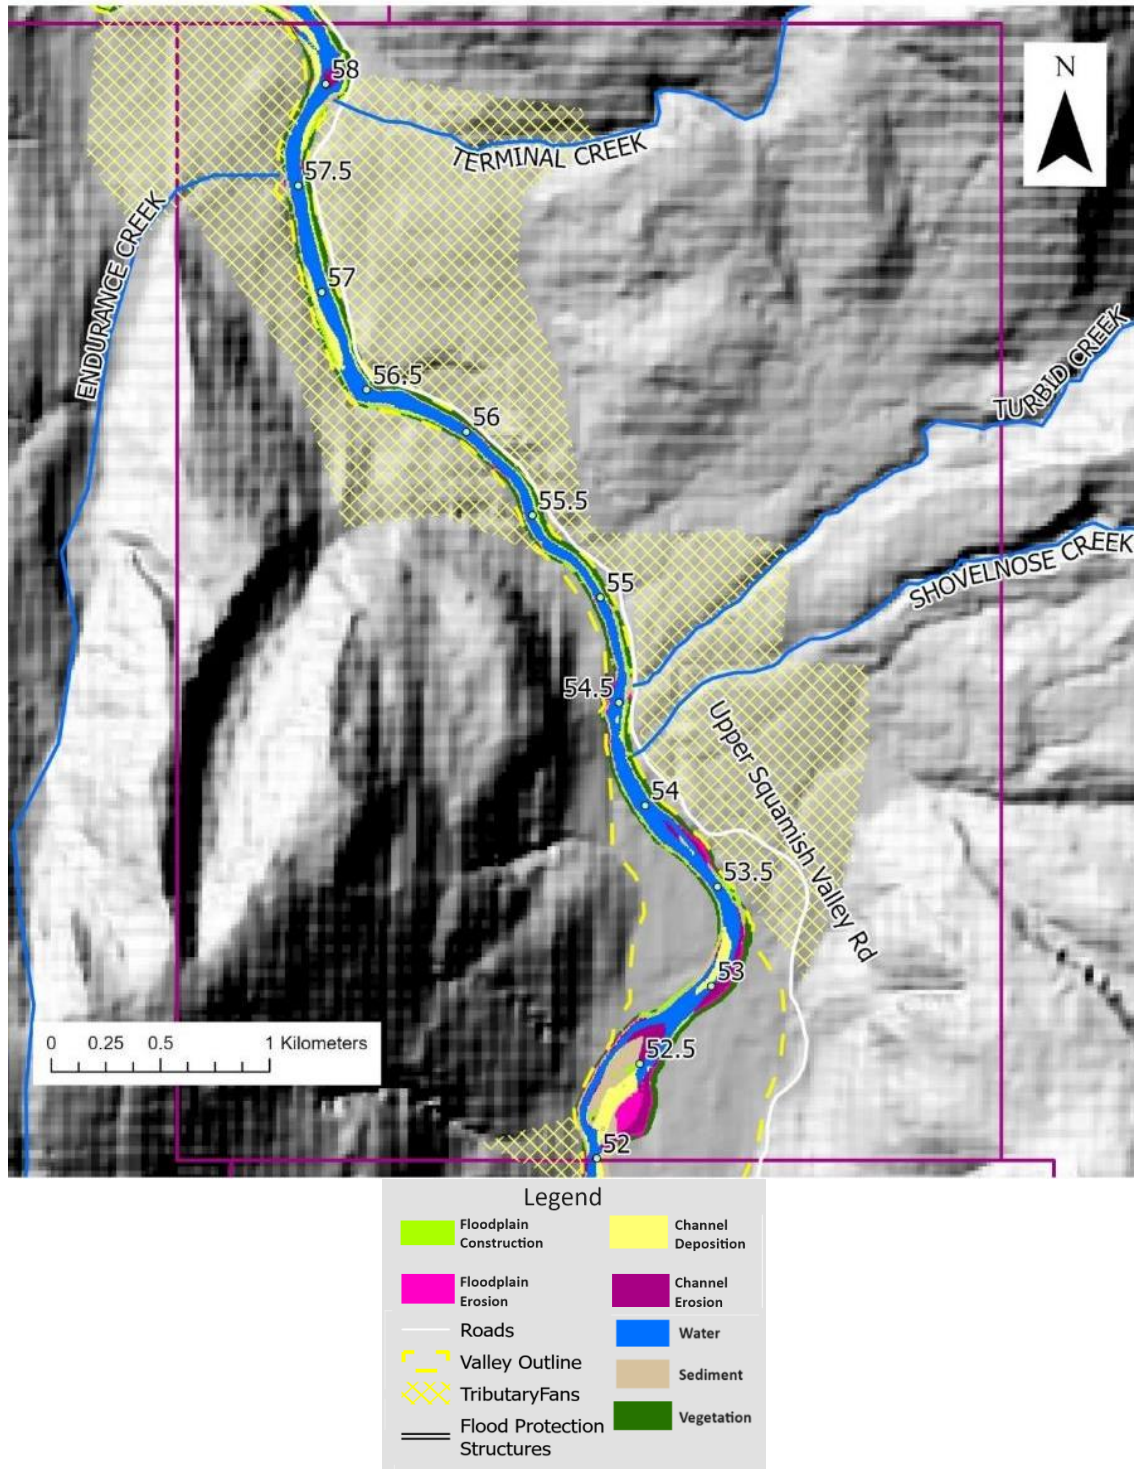 N
58
TERMINAL CREEK
57.5
ENDURANCE CREEK
57
TURBID CREEK
56.5
56
55.5
SHOVELNOSE CREEK
55
54.5
Upper Squamish Valley Rd
54
53.5
53
0 0.25 0.5 1 Kilometers
52.5
52
Legend
Floodplain
Construction
Channel
Deposition
Floodplain
Erosion
Channel
Erosion
Roads
Water
Valley Outline
Sediment
TributaryFans
Vegetation
Flood Protection
Structures